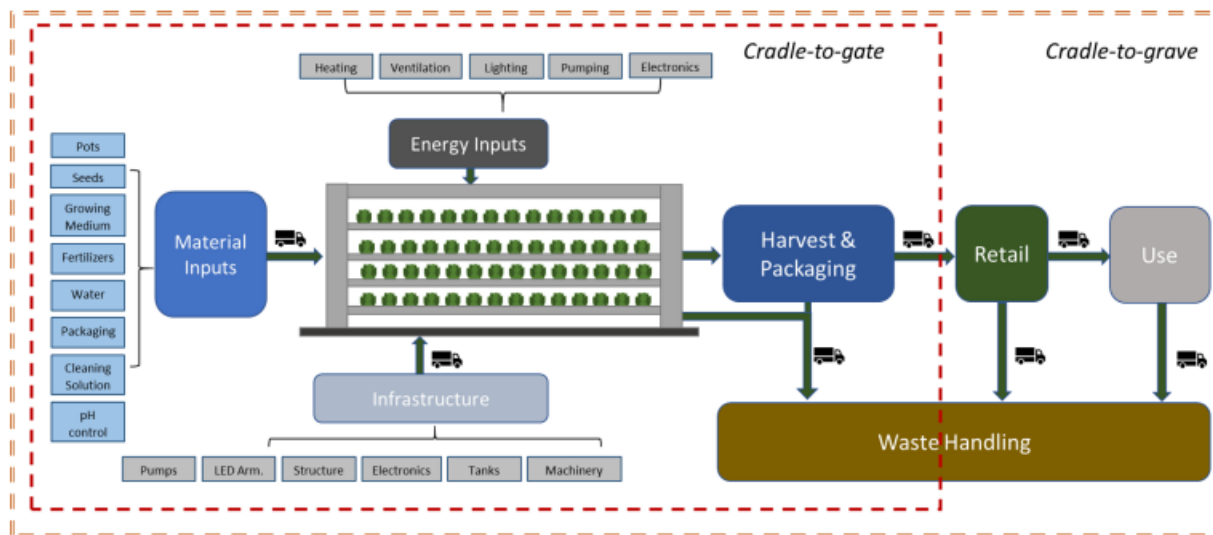 Cradle-to-gate
Cradle-to-grave
Heating
Ventilation
Lighting
Pumping
Electronics
Energy Inputs
Pots
Seeds
Growing
Medium
Fertilizers
Water
Packaging
Cleaning
Solution
pH
control
Material
Inputs
Harvest &
Packaging
Retail
Use
Infrastructure
Pumps
LED Arm.
Structure
Electronics
Tanks
Machinery
Waste Handling